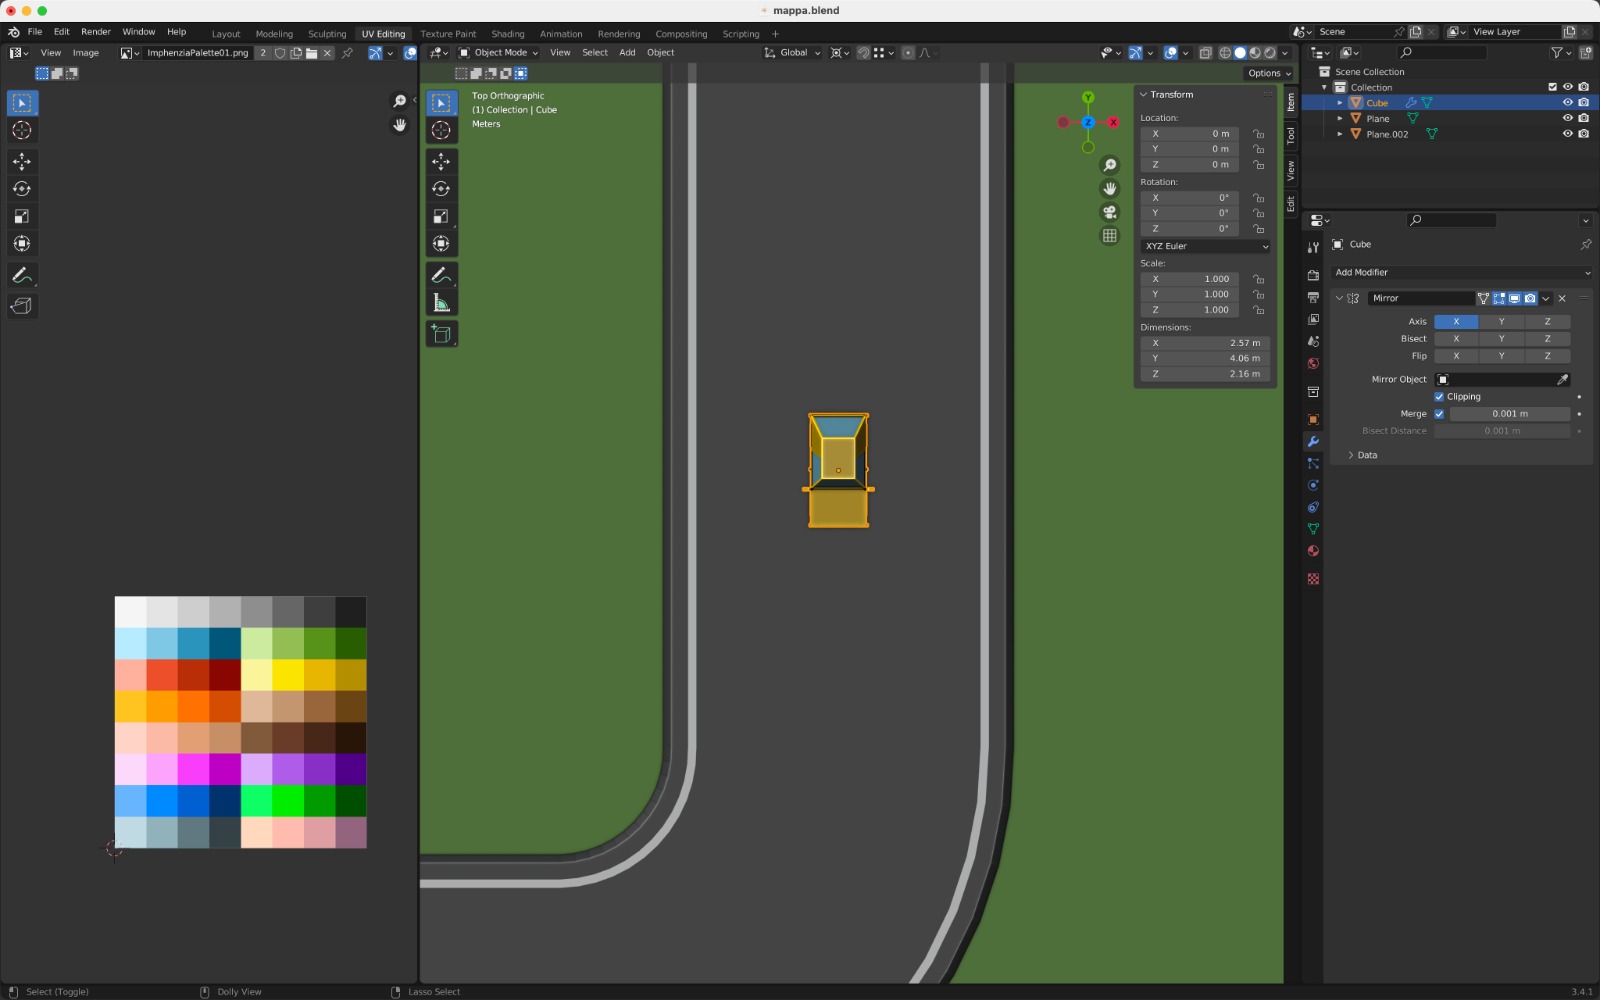 mappa.blend
File Edit Render Window Help Layout Modeling Sculpting UV Editing Texture Paint Shading Animation Rendering Compositing Scripting + Scene View Layer
View Image ImphenziaPalette01.png 2 Object Mode View Select Add Object Global
Options
Top Orthographic
(1) Collection | Cube
Meters
Y
X
Z
Transform
Location:
X 0 m
Y 0 m
Z 0 m
Rotation:
X 0°
Y 0°
Z 0°
XYZ Euler
Scale:
X 1.000
Y 1.000
Z 1.000
Dimensions:
X 2.57 m
Y 4.06 m
Z 2.16 m
Item
Tool
View
Edit
Scene Collection
Collection
Cube
Plane
Plane.002
Cube
Add Modifier
Mirror
Axis X Y Z
Bisect X Y Z
Flip X Y Z
Mirror Object
Clipping
Merge 0.001 m
Bisect Distance 0.001 m
Data
Select (Toggle) Dolly View Lasso Select 3.4.1